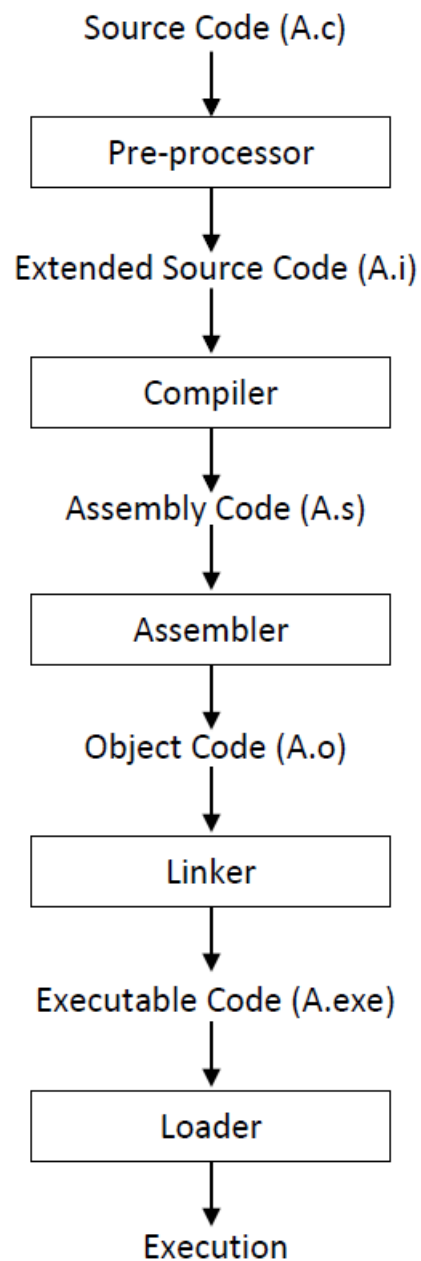 Source Code (A.c)
Pre-processor
Extended Source Code (A.i)
Compiler
Assembly Code (A.s)
Assembler
Object Code (A.o)
Linker
Executable Code (A.exe)
Loader
Execution